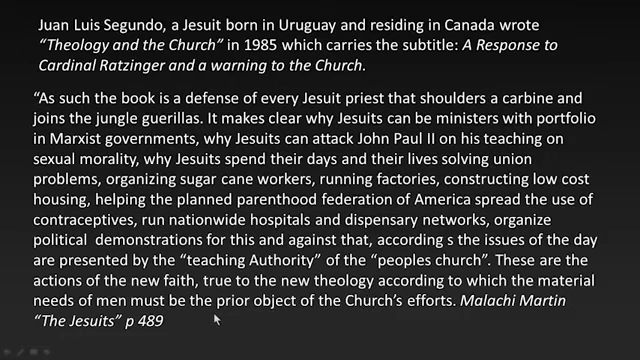 Juan Luis Segundo, a Jesuit born in Uruguay and residing in Canada wrote
“Theology and the Church” in 1985 which carries the subtitle: A Response to
Cardinal Ratzinger and a warning to the Church.
“As such the book is a defense of every Jesuit priest that shoulders a carbine and
joins the jungle guerillas. It makes clear why Jesuits can be ministers with portfolio
in Marxist governments, why Jesuits can attack John Paul II on his teaching on
sexual morality, why Jesuits spend their days and their lives solving union
problems, organizing sugar cane workers, running factories, constructing low cost
housing, helping the planned parenthood federation of America spread the use of
contraceptives, run nationwide hospitals and dispensary networks, organize
political demonstrations for this and against that, according s the issues of the day
are presented by the “teaching Authority” of the “peoples church”. These are the
actions of the new faith, true to the new theology according to which the material
needs of men must be the prior object of the Church’s efforts. Malachi Martin
“The Jesuits” p 489